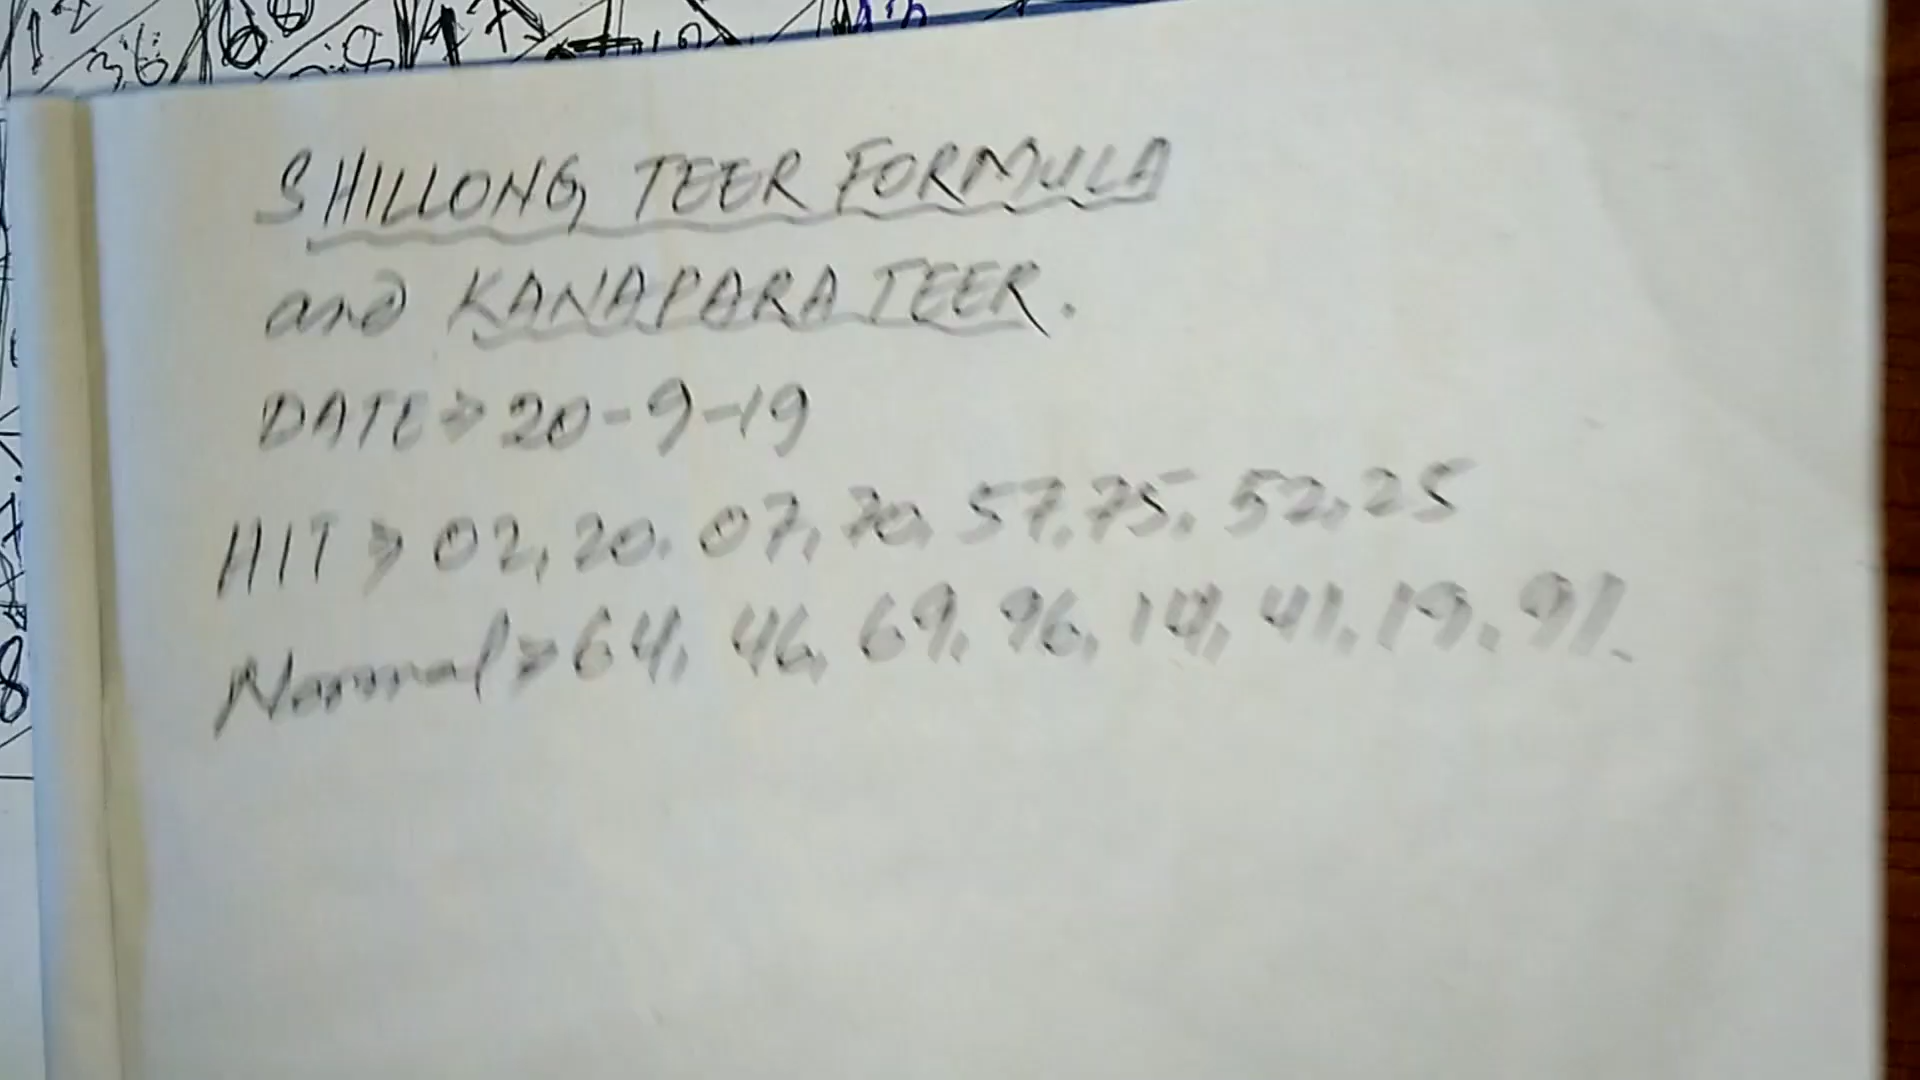 SHILLONG TEER FORMULA
and KANAPARA TEER.
DATE > 20-9-19
HIT > 02, 20, 07, 70, 57, 75, 52, 25
Normal > 64, 46, 69, 96, 14, 41, 19, 91.